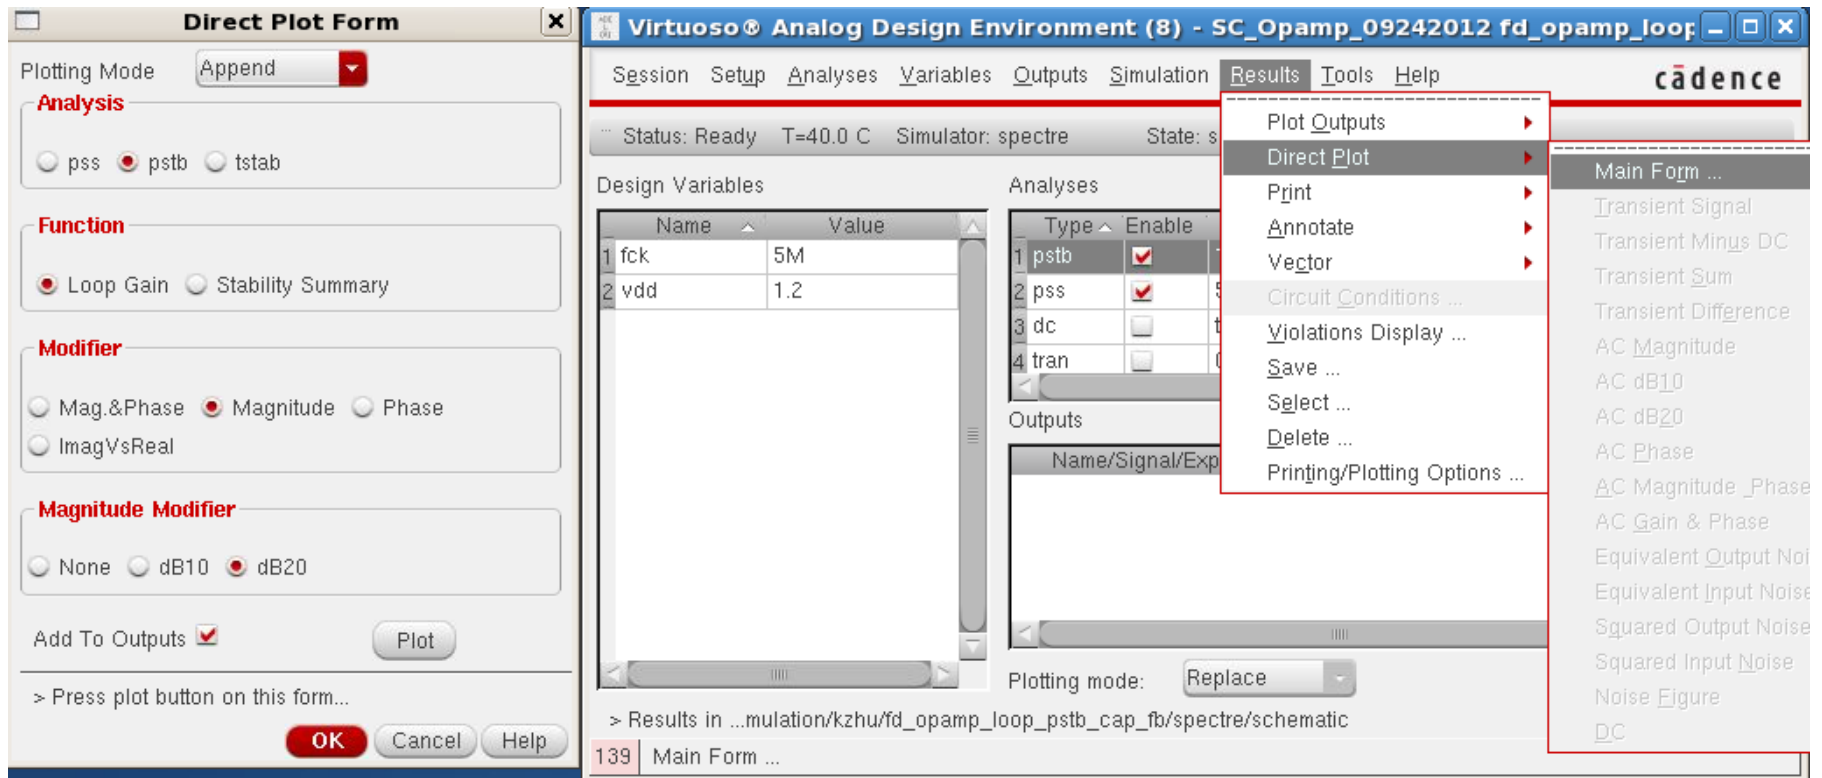 Direct Plot Form
Plotting Mode Append
Analysis
pss pstb tstab
Function
Loop Gain Stability Summary
Modifier
Mag.&Phase Magnitude Phase
ImagVsReal
Magnitude Modifier
None dB10 dB20
Add To Outputs Plot
> Press plot button on this form...
OK Cancel Help
Virtuoso® Analog Design Environment (8) - SC_Opamp_09242012 fd_opamp_loop
Session Setup Analyses Variables Outputs Simulation Results Tools Help
cādence
Status: Ready T=40.0 C Simulator: spectre State: s
Design Variables
Name Value
1 fck 5M
2 vdd 1.2
Analyses
Type Enable
1 pstb
2 pss 5
3 dc t
4 tran
Outputs
Name/Signal/Exp
Plotting mode: Replace
> Results in ...mulation/kzhu/fd_opamp_loop_pstb_cap_fb/spectre/schematic
139 Main Form ...
Plot Outputs
Direct Plot
Print
Annotate
Vector
Circuit Conditions ...
Violations Display ...
Save ...
Select ...
Delete ...
Printing/Plotting Options ...
Main Form ...
Transient Signal
Transient Minus DC
Transient Sum
Transient Difference
AC Magnitude
AC dB10
AC dB20
AC Phase
AC Magnitude _Phase
AC Gain & Phase
Equivalent Output Noi
Equivalent Input Noise
Squared Output Noise
Squared Input Noise
Noise Figure
DC